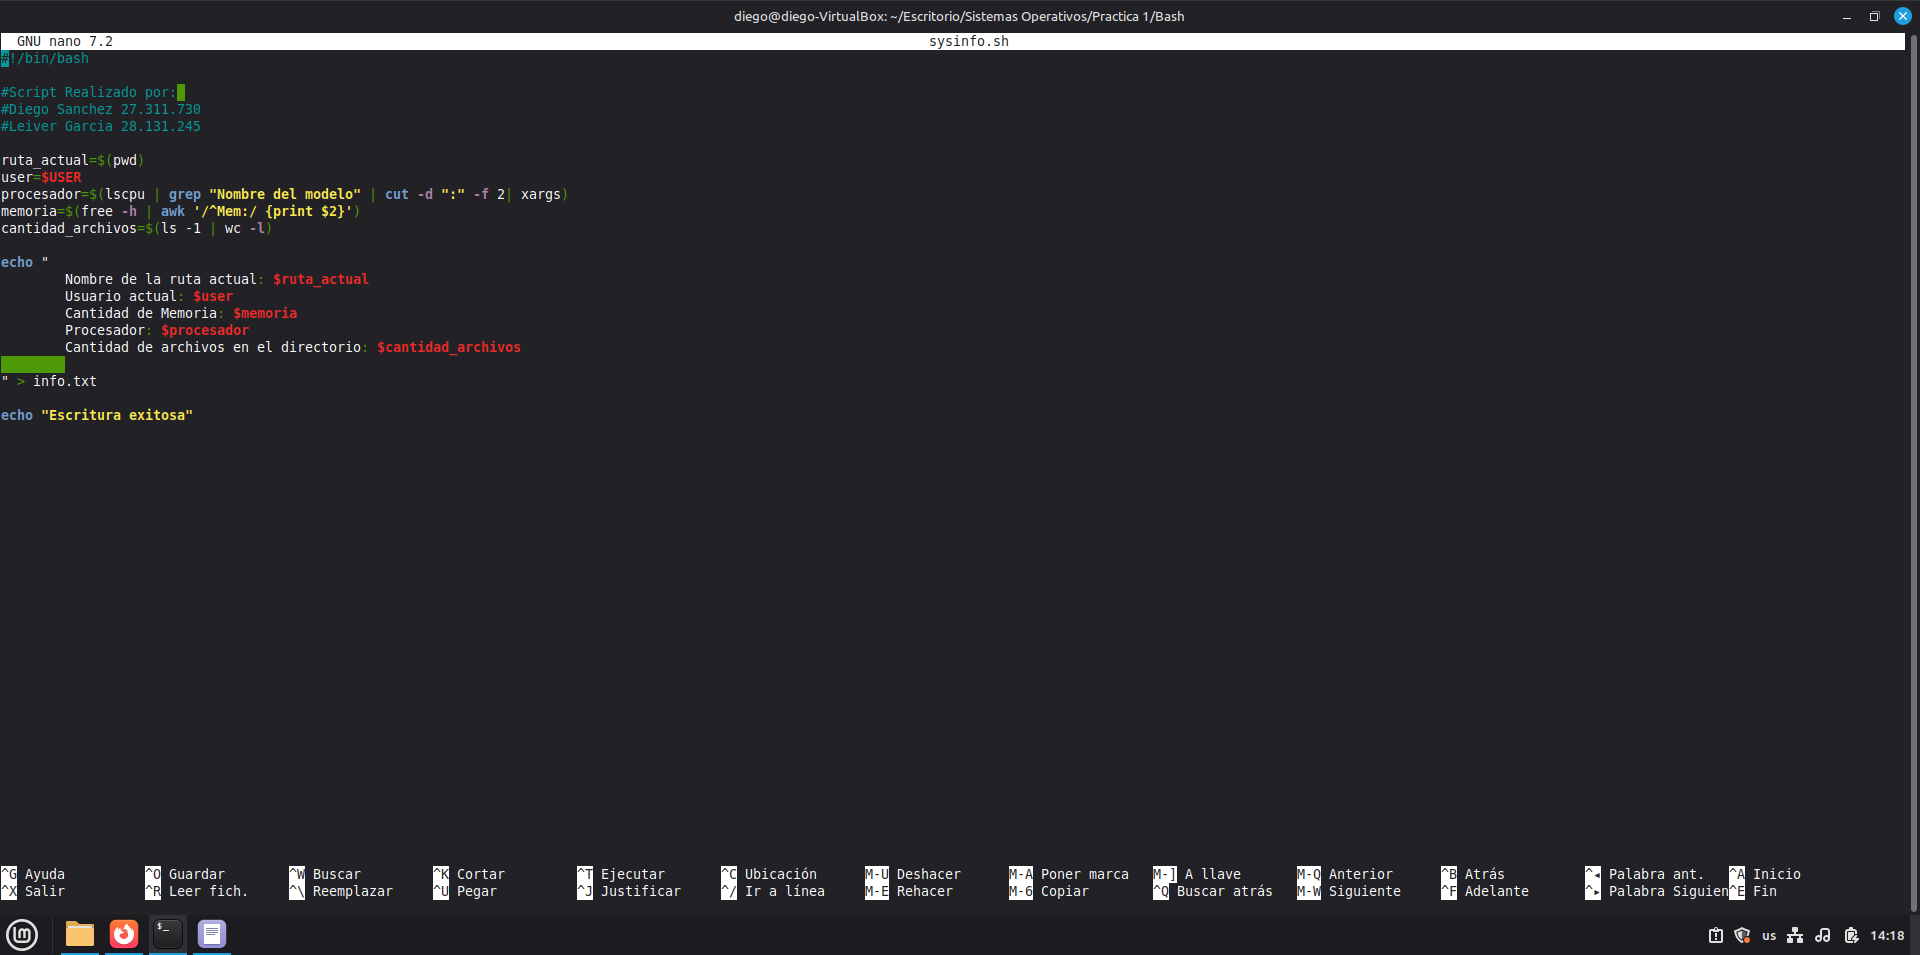 diego@diego-VirtualBox: ~/Escritorio/Sistemas Operativos/Practica 1/Bash
GNU nano 7.2 sysinfo.sh
#!/bin/bash
#Script Realizado por:
#Diego Sanchez 27.311.730
#Leiver Garcia 28.131.245
ruta_actual=$(pwd)
user=$USER
procesador=$(lscpu | grep "Nombre del modelo" | cut -d ":" -f 2| xargs)
memoria=$(free -h | awk '/^Mem:/ {print $2}')
cantidad_archivos=$(ls -1 | wc -l)
echo "
Nombre de la ruta actual: $ruta_actual
Usuario actual: $user
Cantidad de Memoria: $memoria
Procesador: $procesador
Cantidad de archivos en el directorio: $cantidad_archivos
" > info.txt
echo "Escritura exitosa"
^G Ayuda ^O Guardar ^W Buscar ^K Cortar ^T Ejecutar ^C Ubicación M-U Deshacer M-A Poner marca M-] A llave M-Q Anterior ^B Atrás ^◂ Palabra ant. ^A Inicio
^X Salir ^R Leer fich. ^\ Reemplazar ^U Pegar ^J Justificar ^/ Ir a línea M-E Rehacer M-6 Copiar ^Q Buscar atrás M-W Siguiente ^F Adelante ^▸ Palabra Siguien ^E Fin
$_ us 14:18